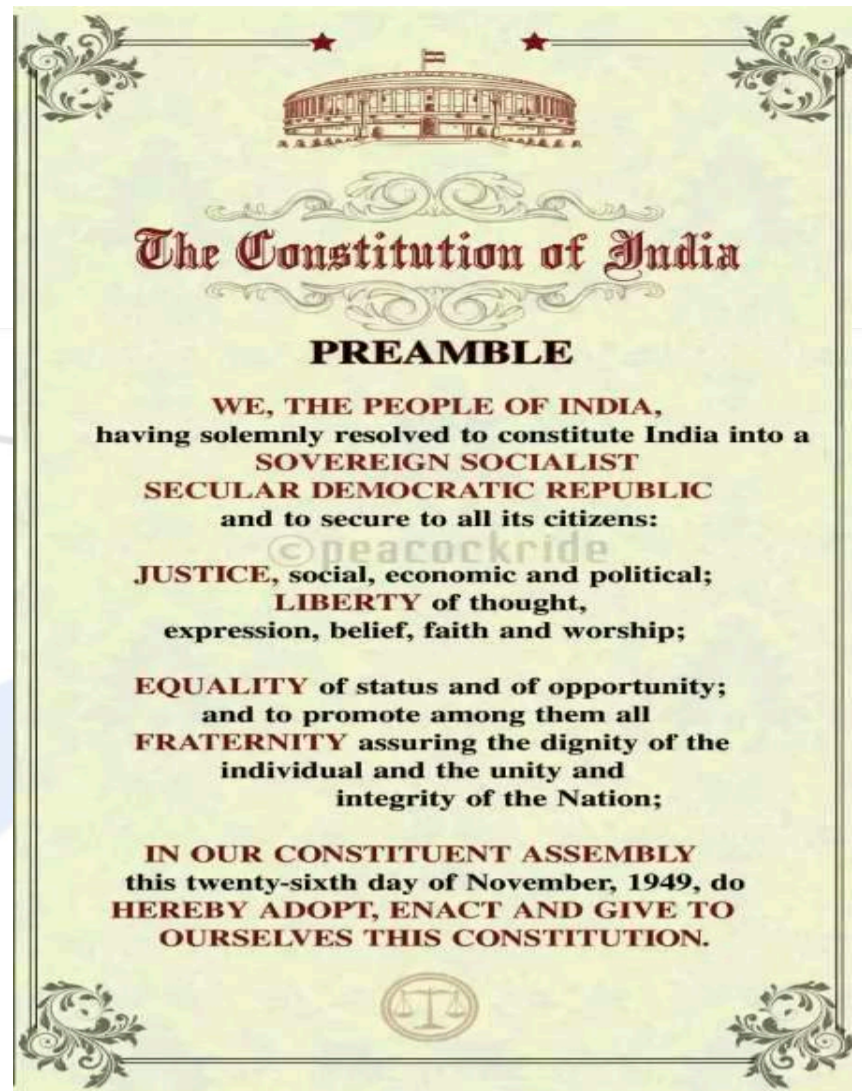 The Constitution of India
PREAMBLE
WE, THE PEOPLE OF INDIA,
having solemnly resolved to constitute India into a
SOVEREIGN SOCIALIST
SECULAR DEMOCRATIC REPUBLIC
and to secure to all its citizens:
©peacockride
JUSTICE, social, economic and political;
LIBERTY of thought,
expression, belief, faith and worship;
EQUALITY of status and of opportunity;
and to promote among them all
FRATERNITY assuring the dignity of the
individual and the unity and
integrity of the Nation;
IN OUR CONSTITUENT ASSEMBLY
this twenty-sixth day of November, 1949, do
HEREBY ADOPT, ENACT AND GIVE TO
OURSELVES THIS CONSTITUTION.